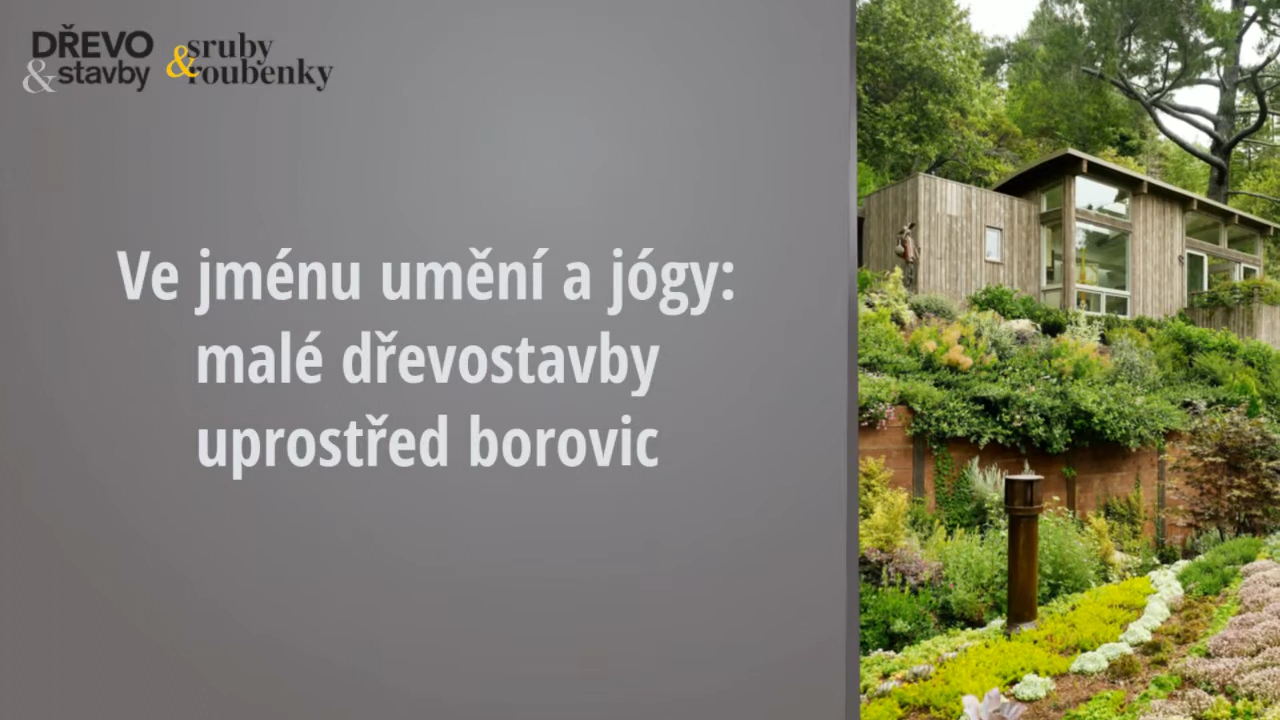 DŘEVO
&stavby
sruby
&roubenky
Ve jménu umění a jógy:
malé dřevostavby
uprostřed borovic